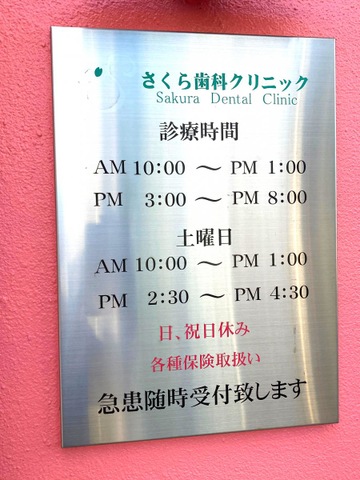 さくら歯科クリニック
Sakura Dental Clinic
診療時間
AM 10:00 ～ PM 1:00
PM 3:00 ～ PM 8:00
土曜日
AM 10:00 ～ PM 1:00
PM 2:30 ～ PM 4:30
日、祝日休み
各種保険取扱い
急患随時受付致します